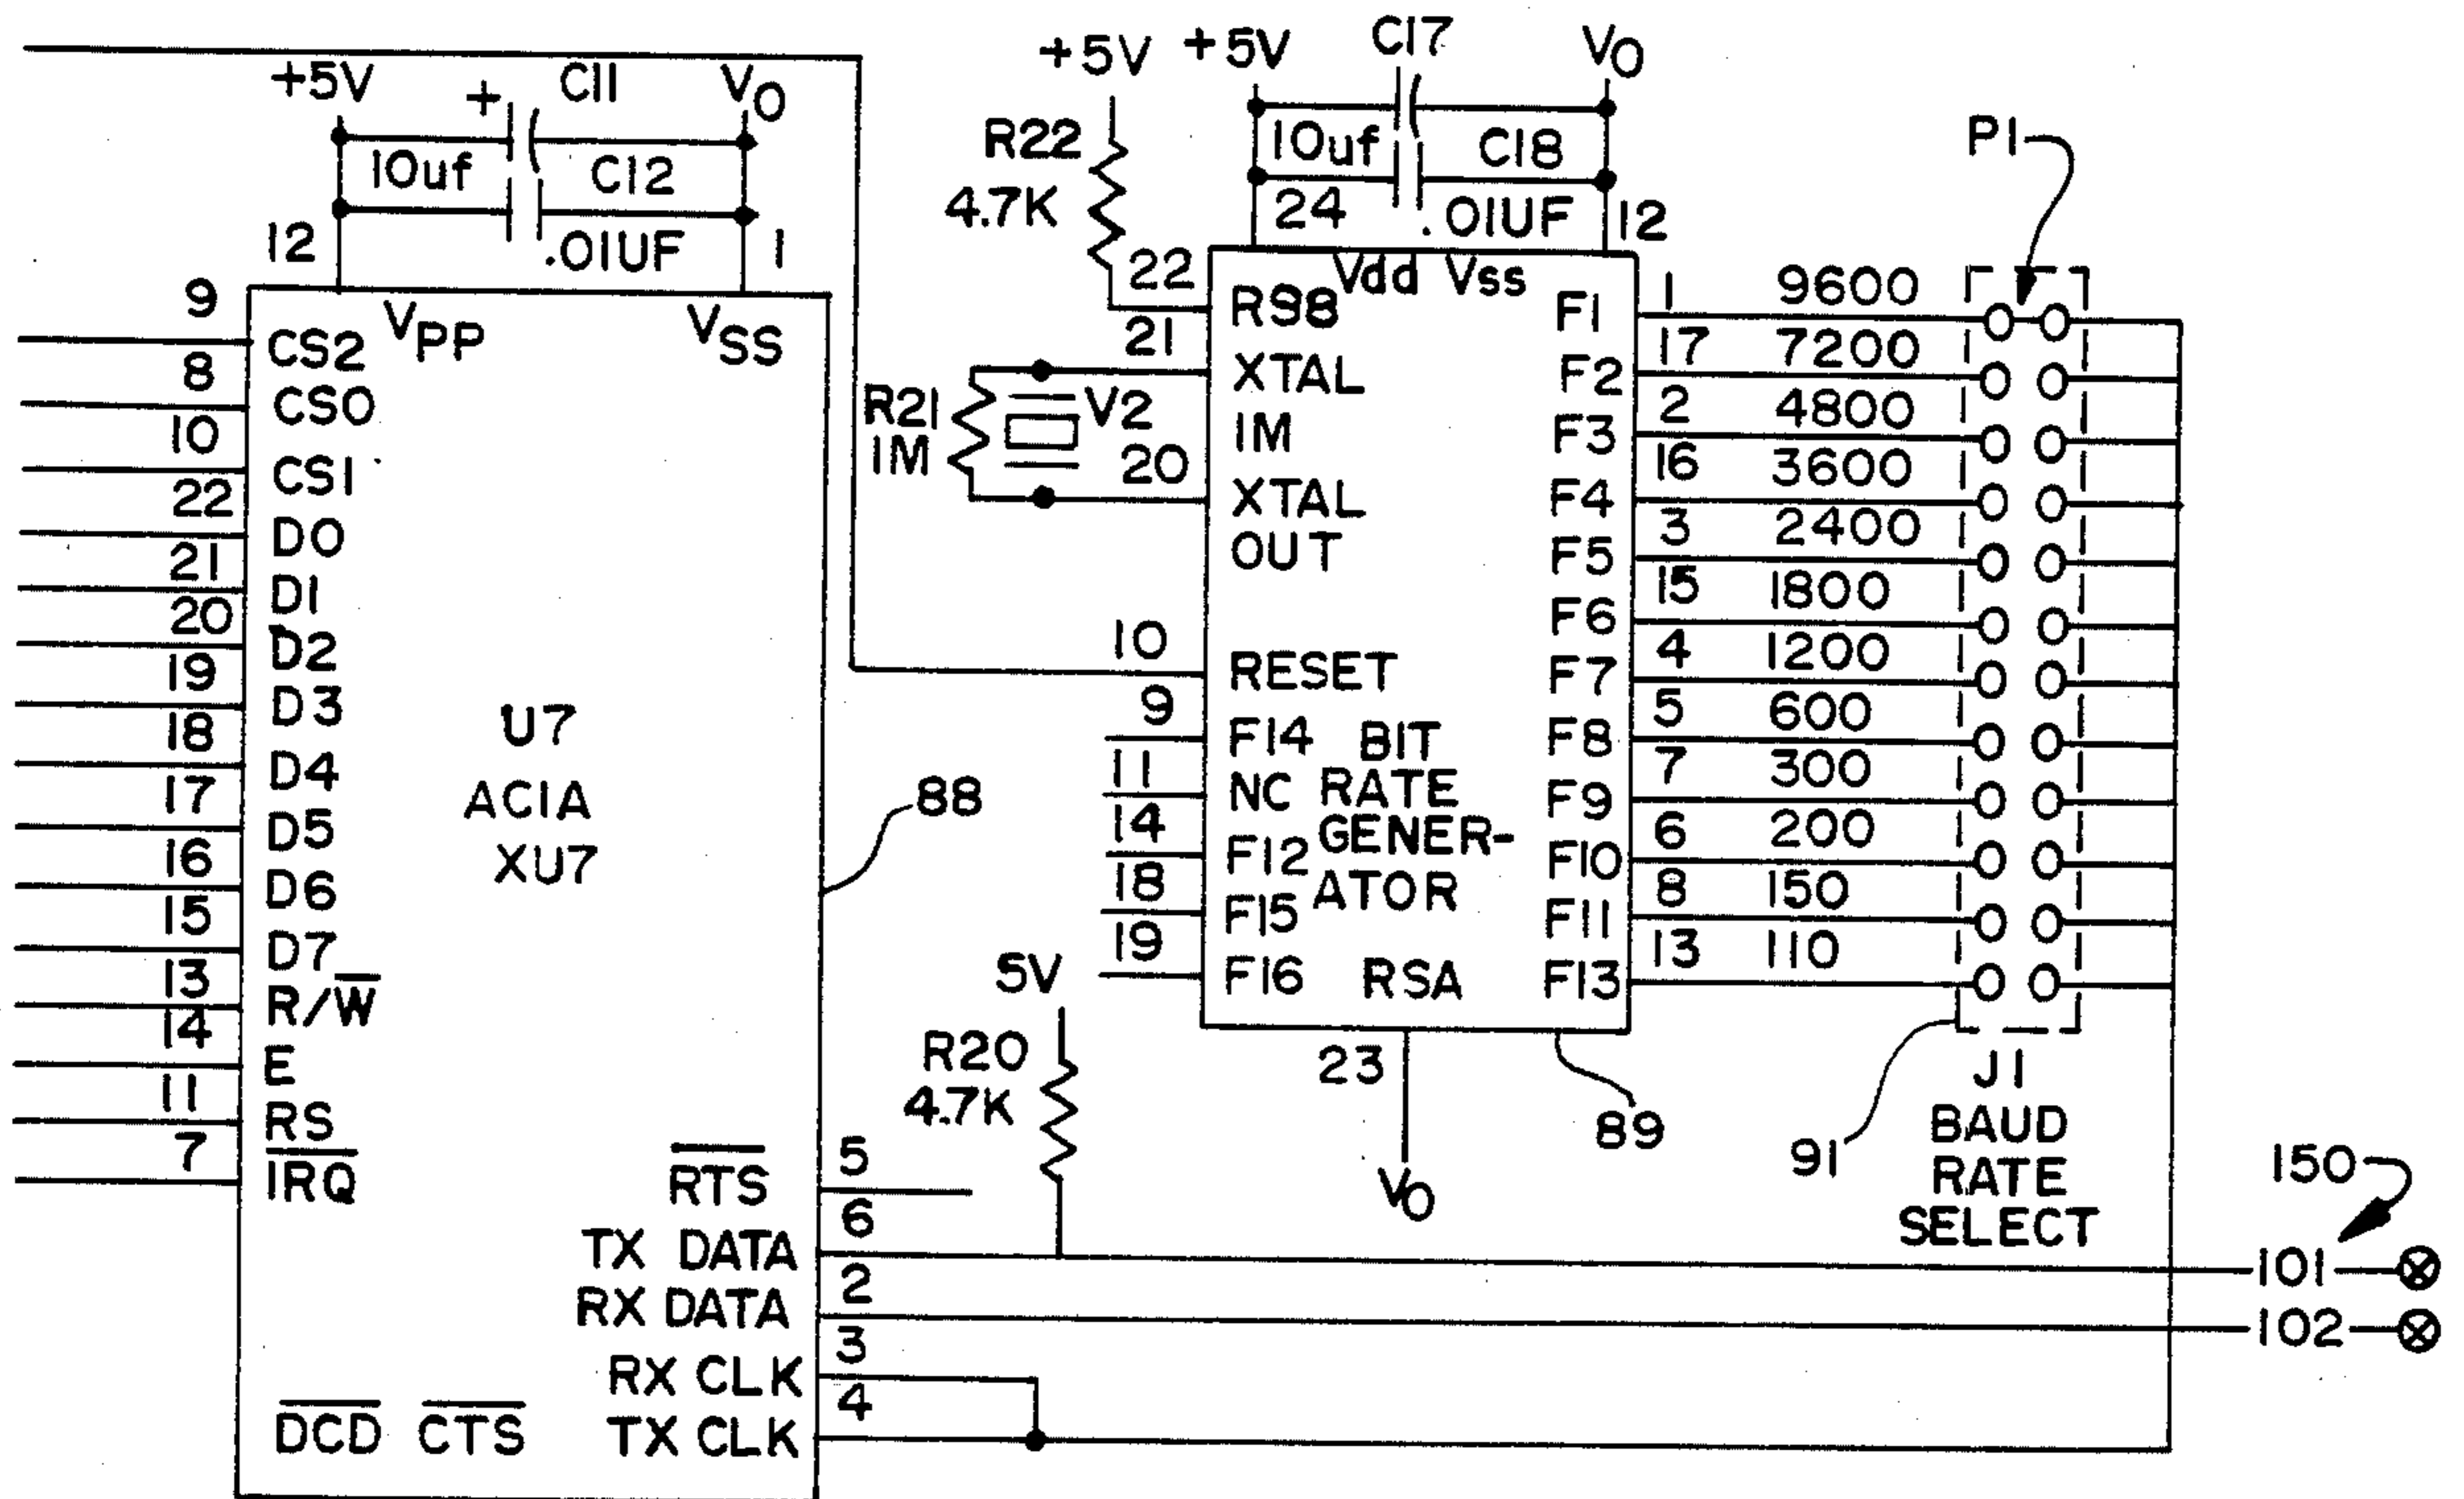 +5V
C11
VO
+
10uf
C12
.01UF
12
1
VPP
VSS
9
CS2
8
CS0
10
CS1
22
D0
21
D1
20
D2
19
D3
18
D4
17
D5
16
D6
15
D7
13
R/W
14
E
11
RS
7
IRQ
U7
ACIA
XU7
88
RTS
5
TX DATA
6
RX DATA
2
RX CLK
3
TX CLK
4
DCD CTS
+5V
R22
4.7K
+5V
C17
VO
10uf
C18
24
.01UF
12
Vdd Vss
22
RSB
21
XTAL
1M
R21
1M
V2
20
XTAL
OUT
10
RESET
9
F14
11
NC
14
F12
18
F15
19
F16
BIT
RATE
GENER-
ATOR
RSA
F1 1 9600
F2 17 7200
F3 2 4800
F4 16 3600
F5 3 2400
F6 15 1800
F7 4 1200
F8 5 600
F9 7 300
F10 6 200
F11 8 150
F13 13 110
P1
5V
R20
4.7K
23
VO
89
91
J1
BAUD
RATE
SELECT
150
101
102